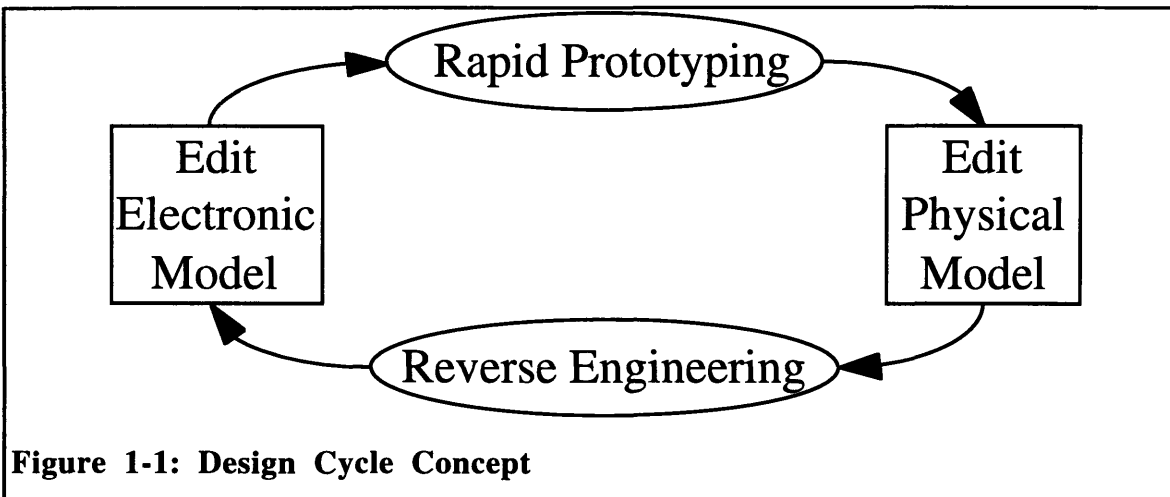 Rapid Prototyping
Edit
Electronic
Model
Edit
Physical
Model
Reverse Engineering
Figure 1-1: Design Cycle Concept